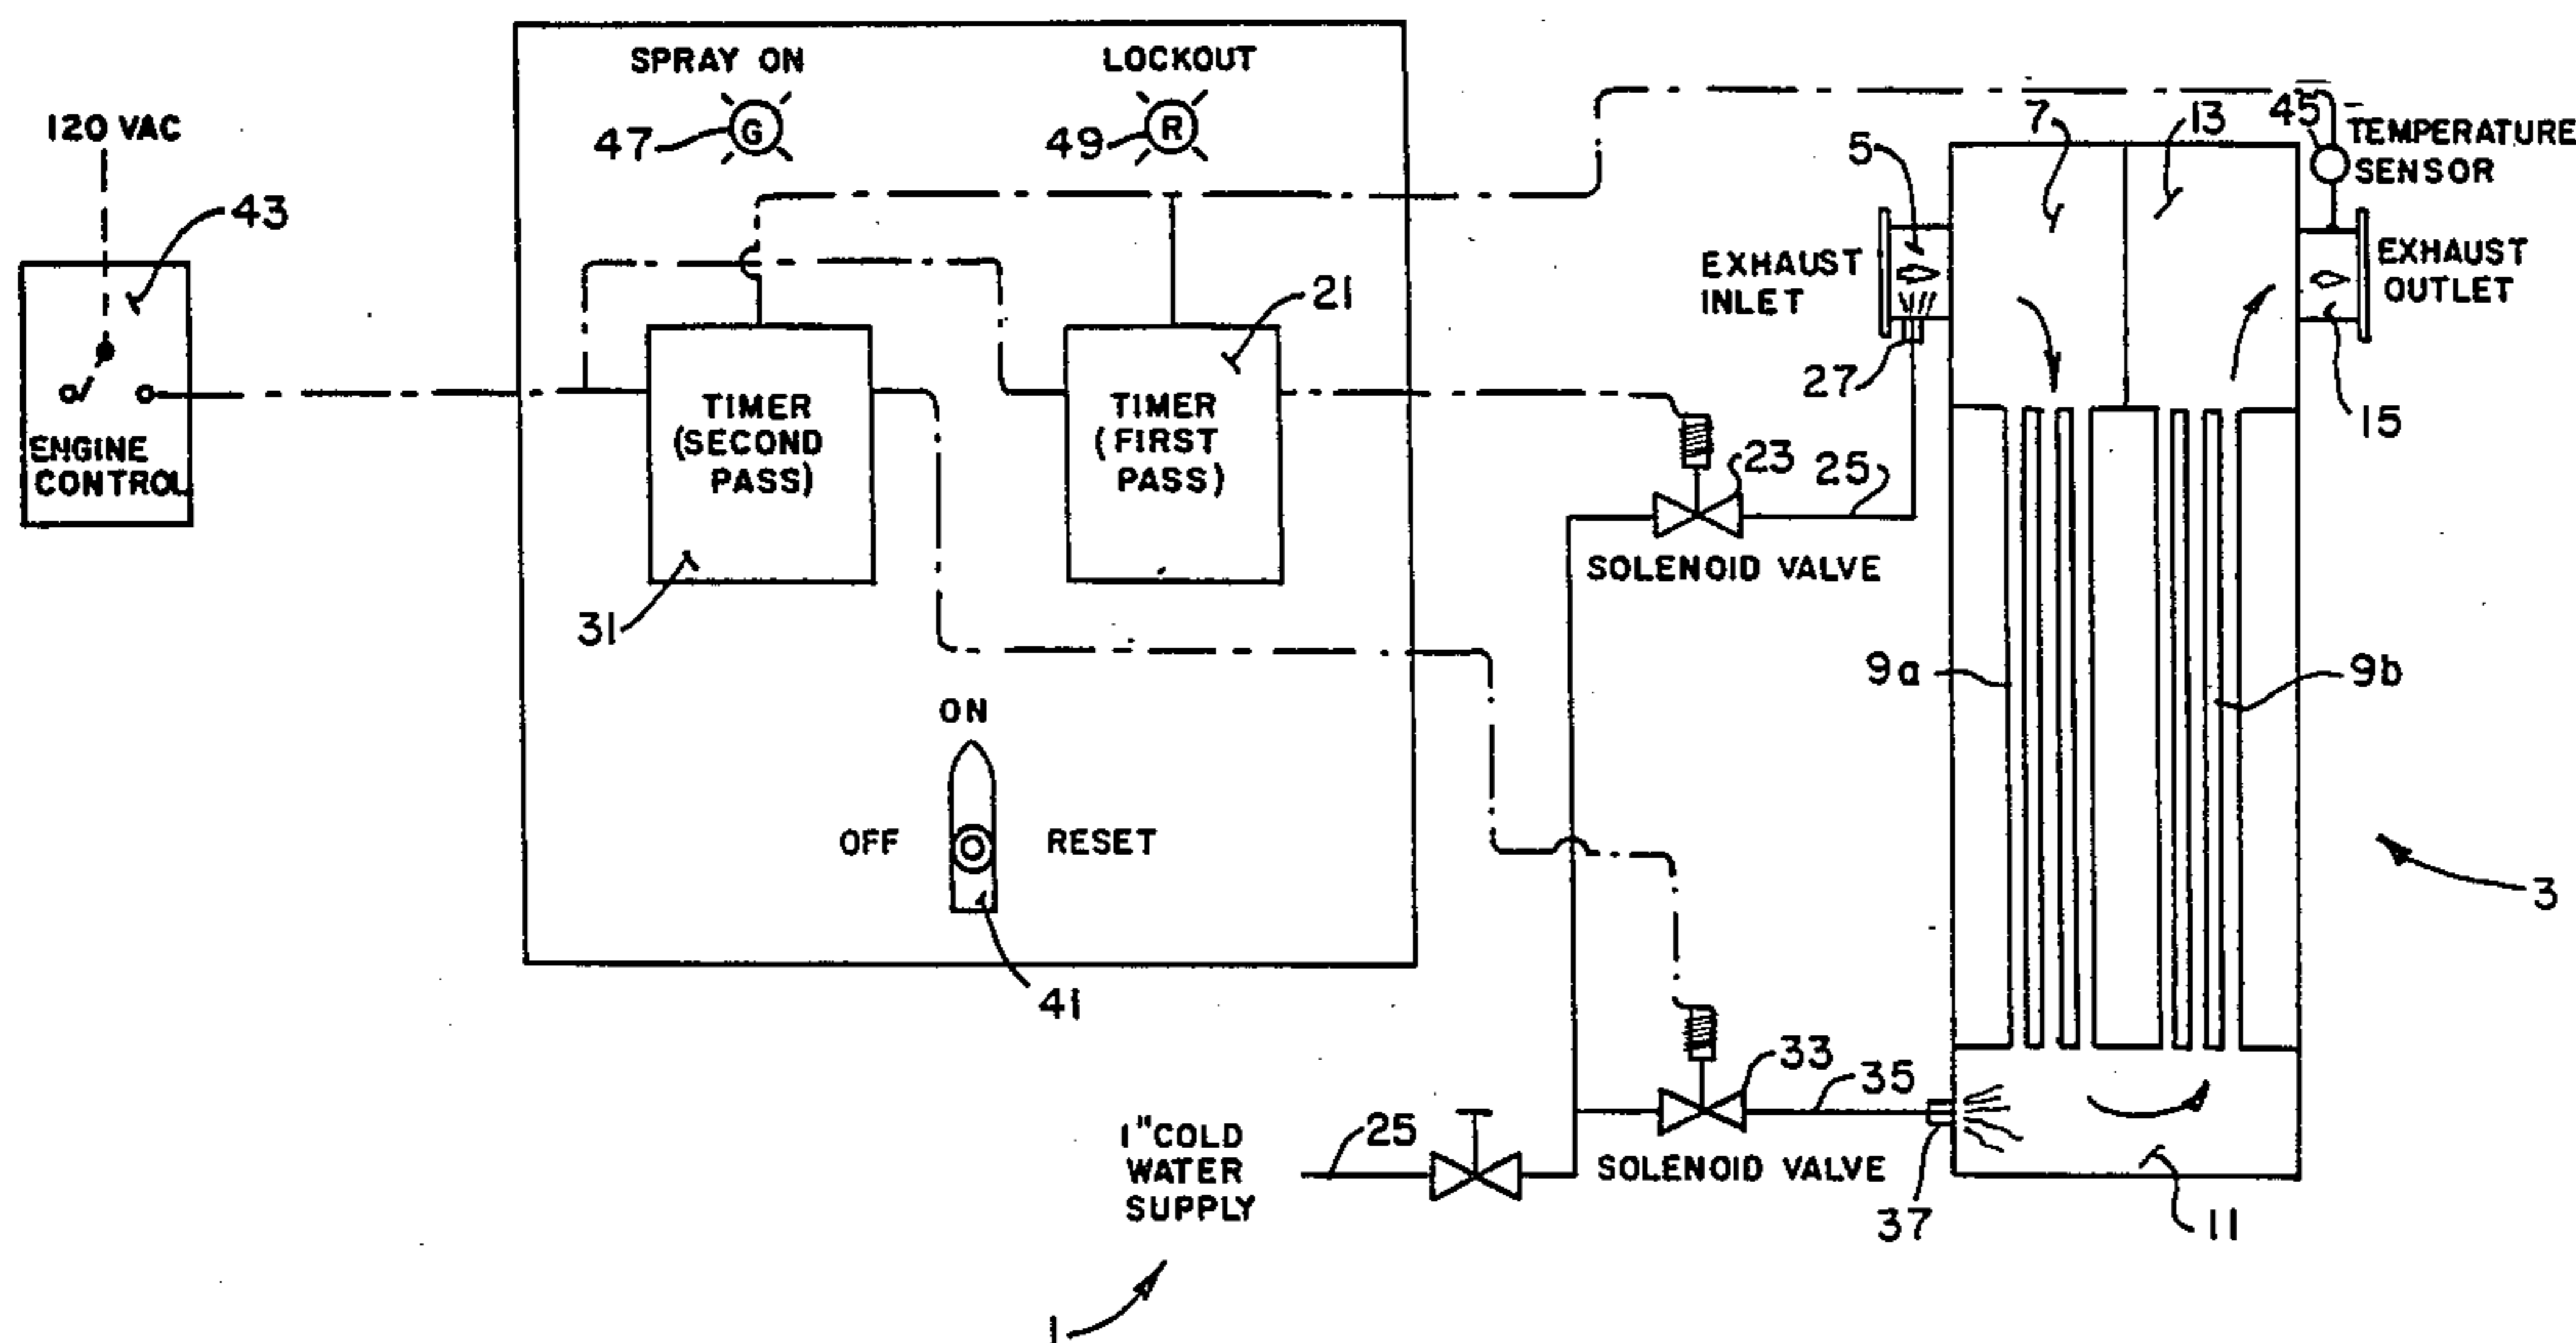 SPRAY ON
LOCKOUT
120 VAC
47
G
49
R
43
5
7
13
45
TEMPERATURE
SENSOR
EXHAUST
INLET
EXHAUST
OUTLET
21
27
15
ENGINE
CONTROL
TIMER
(SECOND
PASS)
TIMER
(FIRST
PASS)
23
25
SOLENOID VALVE
31
9a
9b
ON
OFF
RESET
41
3
33
35
1" COLD
WATER
SUPPLY
25
SOLENOID VALVE
37
11
1